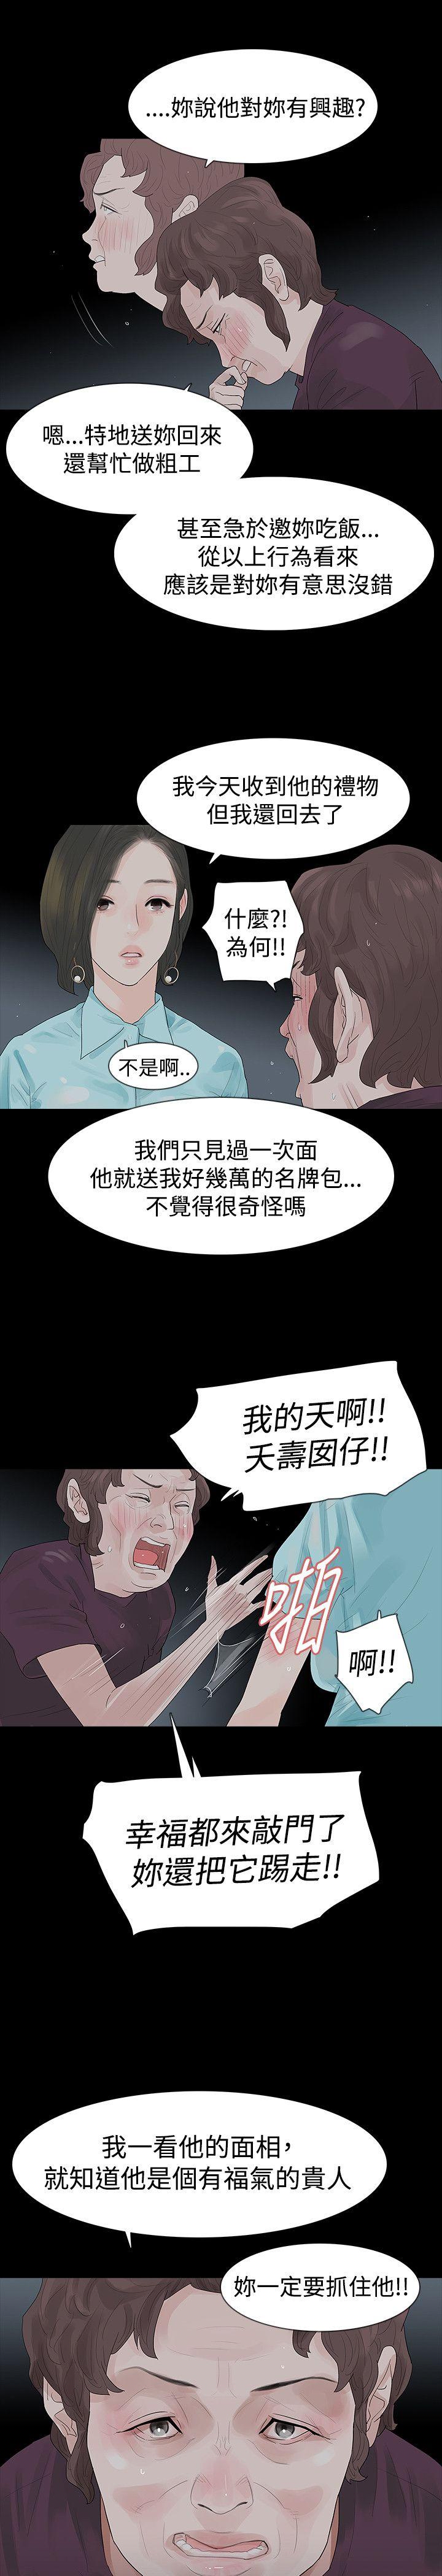 ....妳說他對妳有興趣?
嗯...特地送妳回來
還幫忙做粗工
甚至急於邀妳吃飯...
從以上行為看來
應該是對妳有意思沒錯
我今天收到他的禮物
但我還回去了
什麼?!
為何!!
不是啊..
我們只見過一次面
他就送我好幾萬的名牌包...
不覺得很奇怪嗎
我的天啊!!
夭壽囡仔!!
啪
啊!!
幸福都來敲門了
妳還把它踢走!!
我一看他的面相,
就知道他是個有福氣的貴人
妳一定要抓住他!!